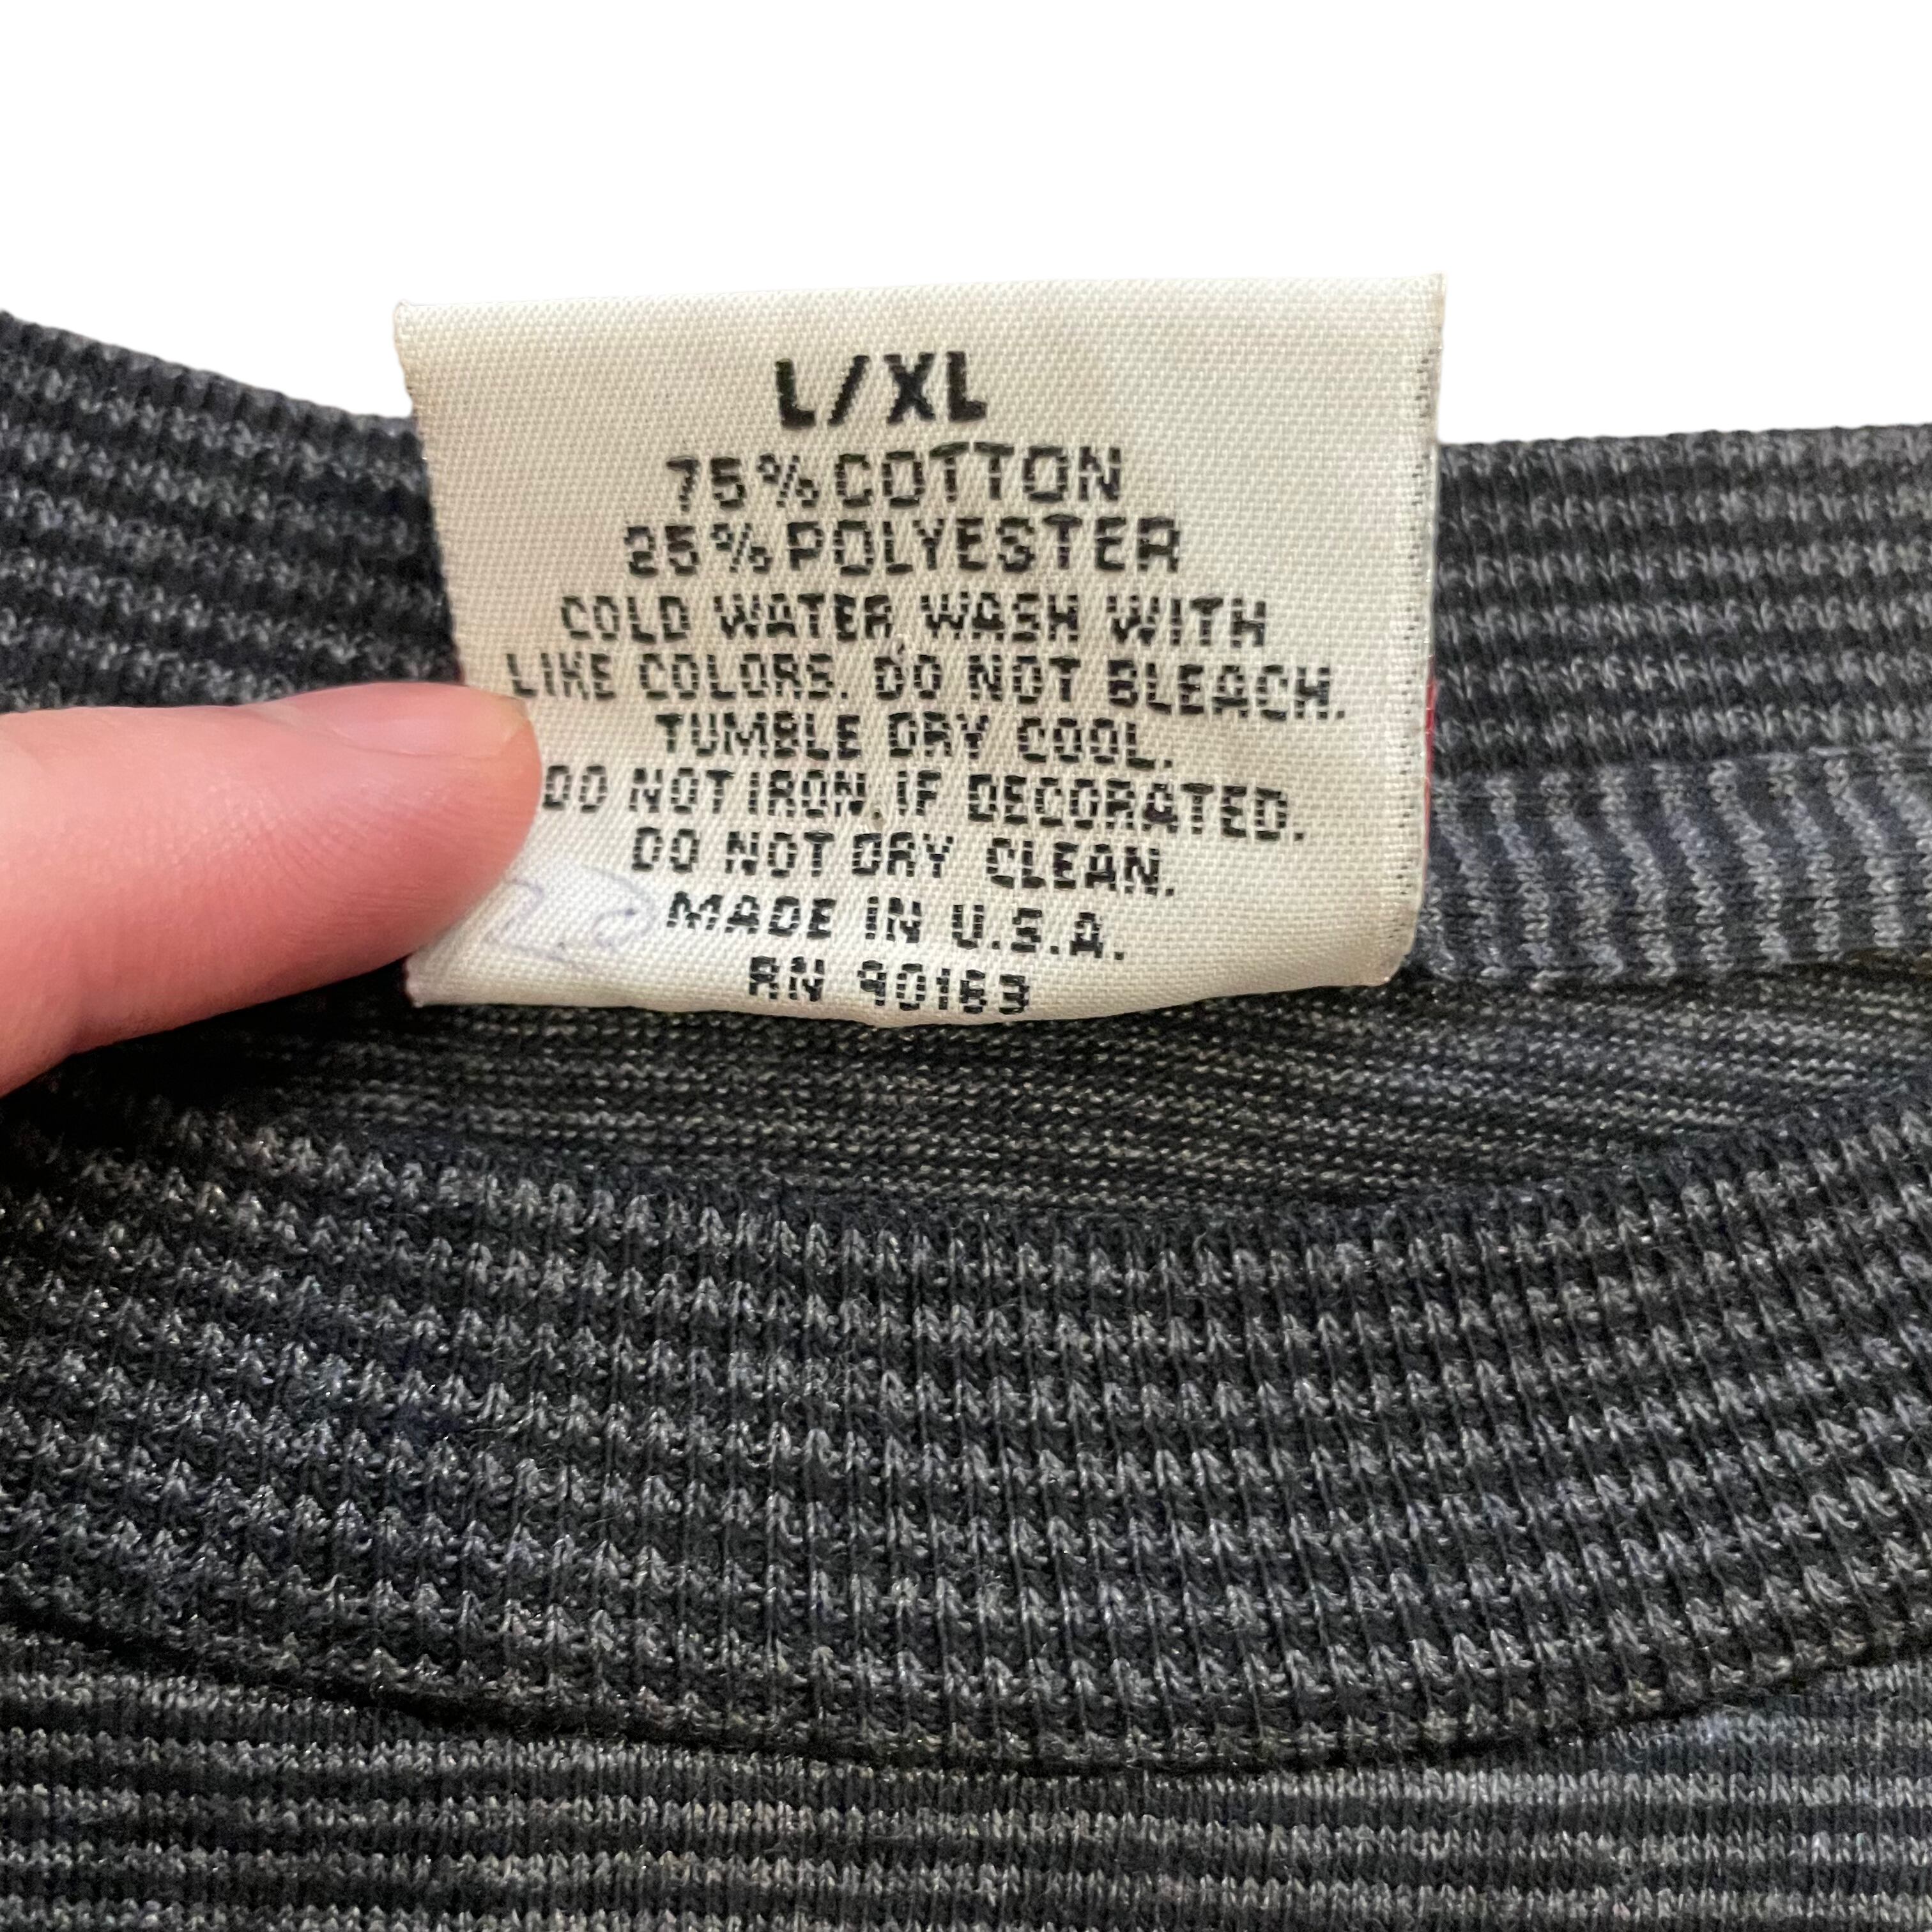 L/XL
75% COTTON
25% POLYESTER
COLD WATER WASH WITH
LIKE COLORS. DO NOT BLEACH.
TUMBLE DRY COOL.
DO NOT IRON, IF DECORATED.
DO NOT DRY CLEAN.
MADE IN U.S.A.
RN 90163